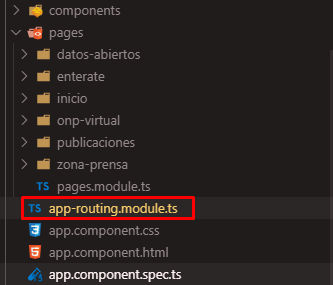 components
pages
datos-abiertos
enterate
inicio
onp-virtual
publicaciones
zona-prensa
TS pages.module.ts
TS app-routing.module.ts
app.component.css
app.component.html
app.component.spec.ts